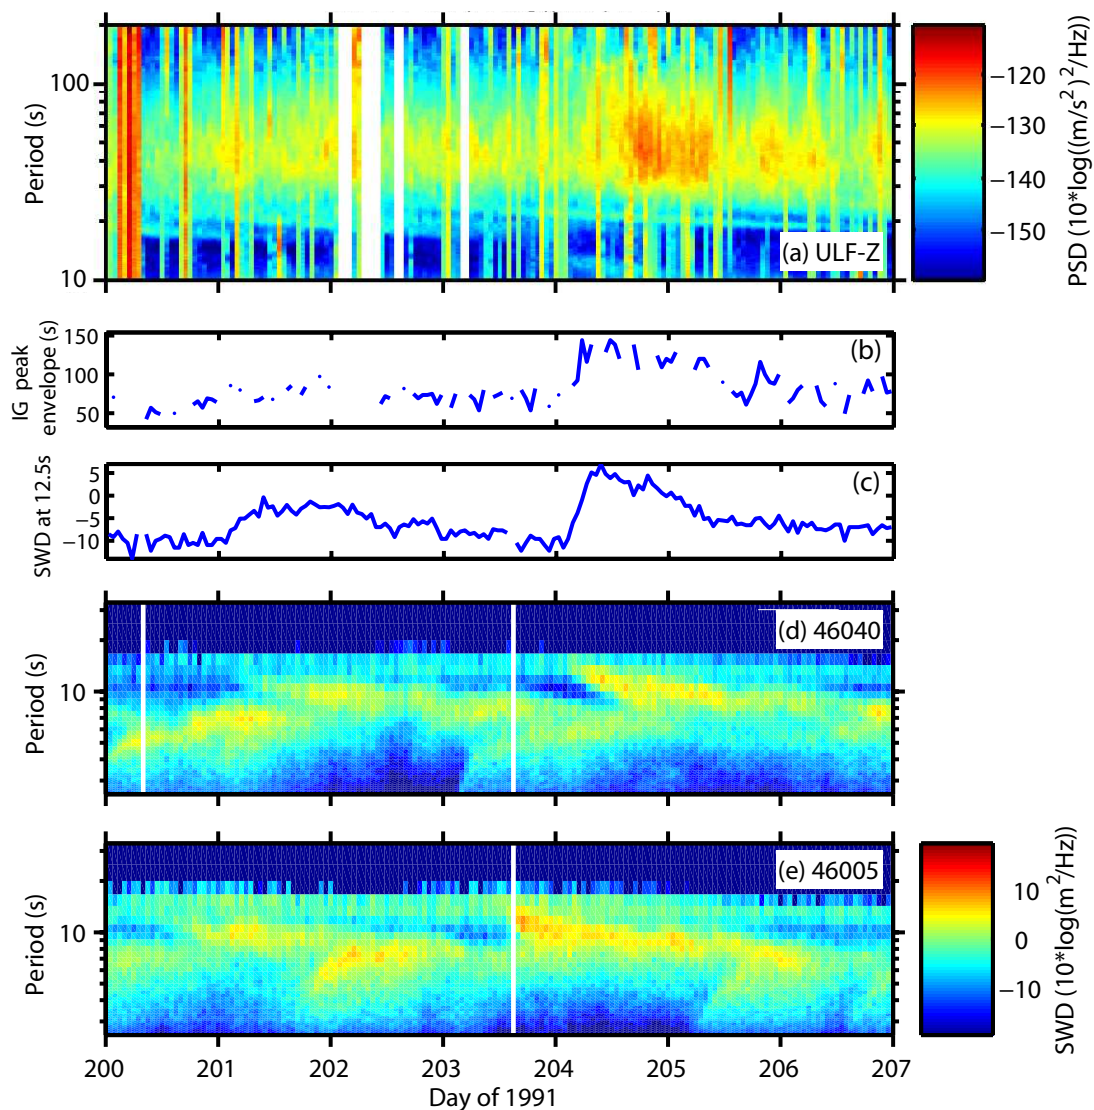 100
10
Period (s)
(a) ULF-Z
−120
−130
−140
−150
PSD (10*log((m/s²)²/Hz))
150
100
50
IG peak
envelope (s)
(b)
5
0
−5
−10
SWD at 12.5s
(c)
10
Period (s)
(d) 46040
10
Period (s)
(e) 46005
10
0
−10
SWD (10*log(m²/Hz))
200 201 202 203 204 205 206 207
Day of 1991